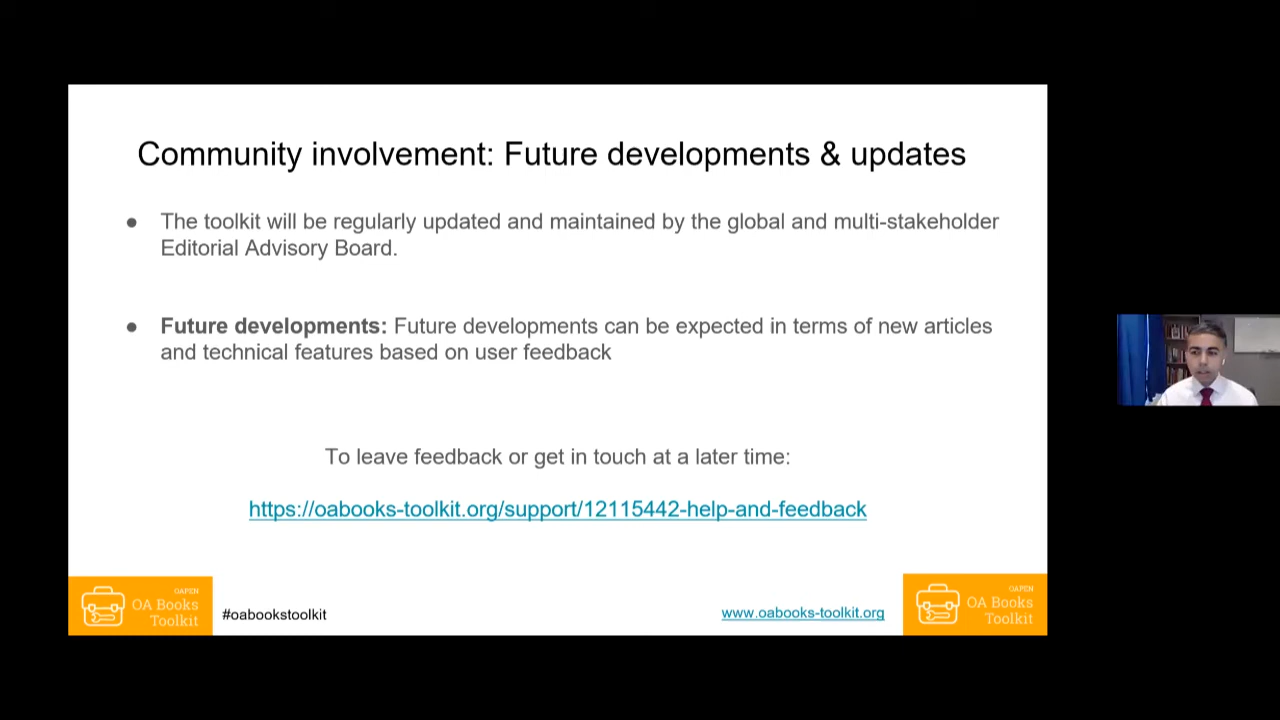 Community involvement: Future developments & updates
● The toolkit will be regularly updated and maintained by the global and multi-stakeholder
Editorial Advisory Board.
● Future developments: Future developments can be expected in terms of new articles
and technical features based on user feedback
To leave feedback or get in touch at a later time:
https://oabooks-toolkit.org/support/12115442-help-and-feedback
OAPEN
OA Books
Toolkit
#oabookstoolkit
www.oabooks-toolkit.org
OAPEN
OA Books
Toolkit